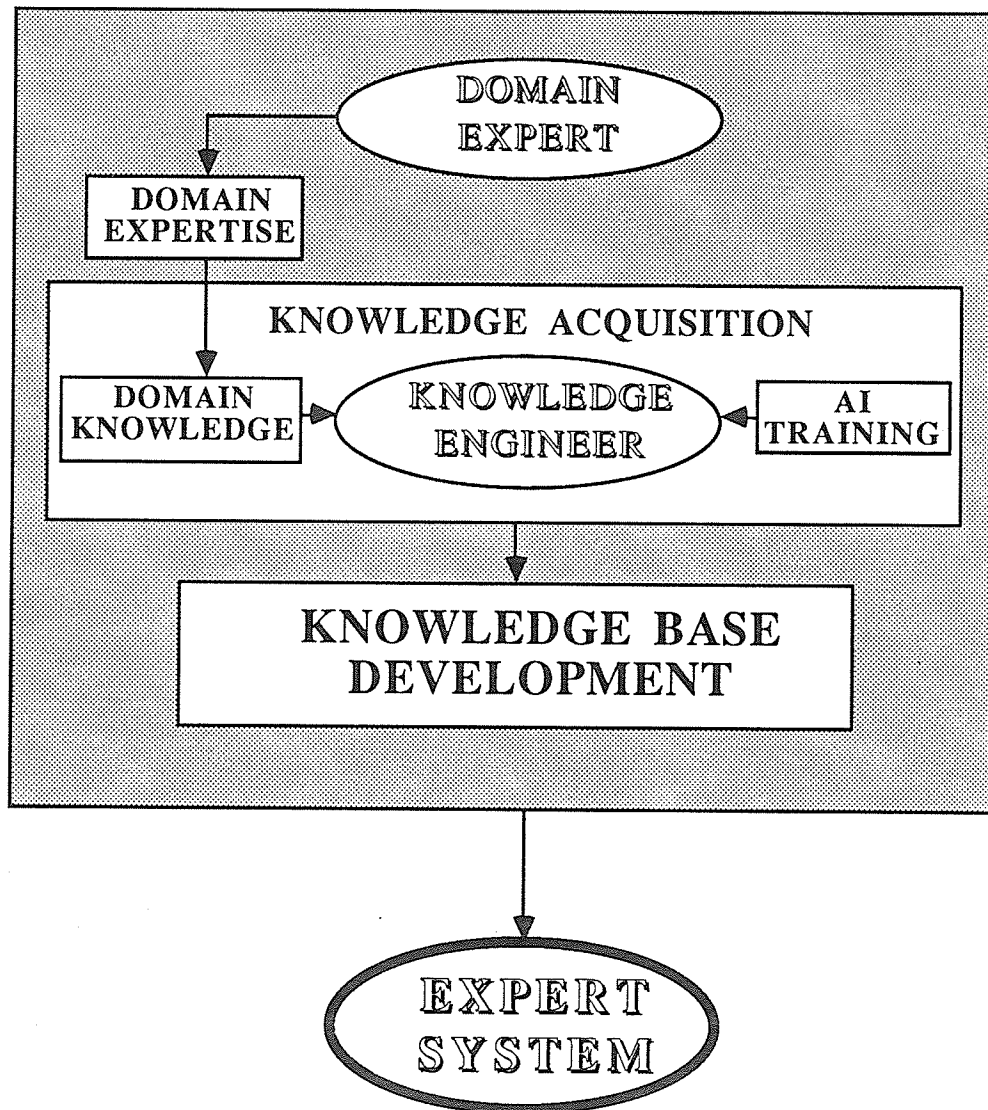 DOMAIN
EXPERT
DOMAIN
EXPERTISE
KNOWLEDGE ACQUISITION
DOMAIN
KNOWLEDGE
KNOWLEDGE
ENGINEER
AI
TRAINING
KNOWLEDGE BASE
DEVELOPMENT
EXPERT
SYSTEM